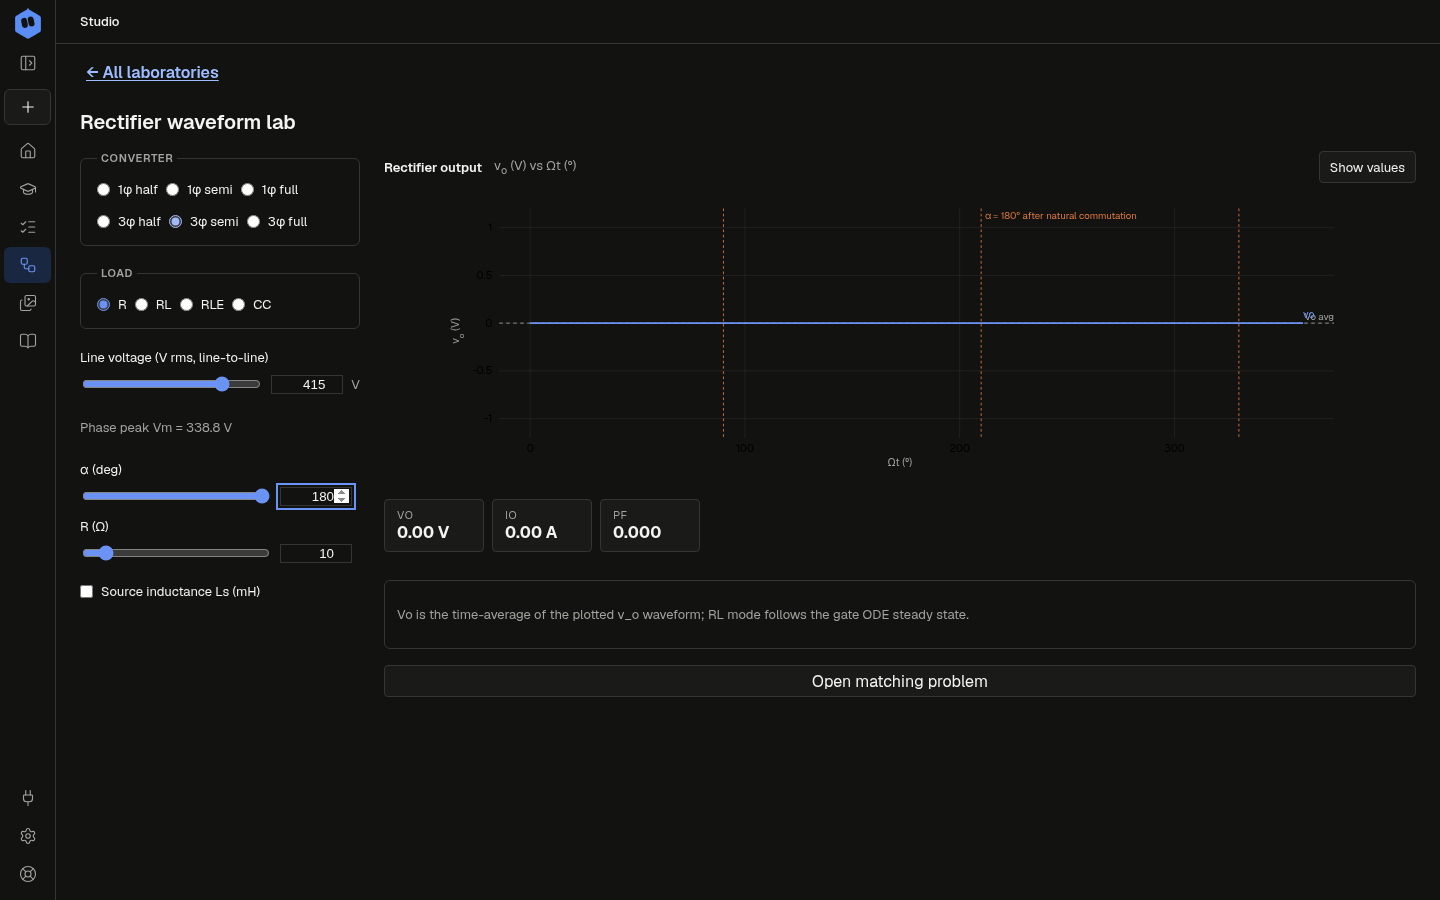 Studio
← All laboratories
Rectifier waveform lab
CONVERTER
1φ half 1φ semi 1φ full
3φ half 3φ semi 3φ full
LOAD
R RL RLE CC
Line voltage (V rms, line-to-line)
415 V
Phase peak Vm = 338.8 V
α (deg)
180
R (Ω)
10
Source inductance Ls (mH)
Rectifier output vo (V) vs Ωt (°)
Show values
α = 180° after natural commutation
1
0.5
0
-0.5
-1
vo (V)
Vo avg
0 100 200 300
Ωt (°)
VO
0.00 V
IO
0.00 A
PF
0.000
Vo is the time-average of the plotted v_o waveform; RL mode follows the gate ODE steady state.
Open matching problem